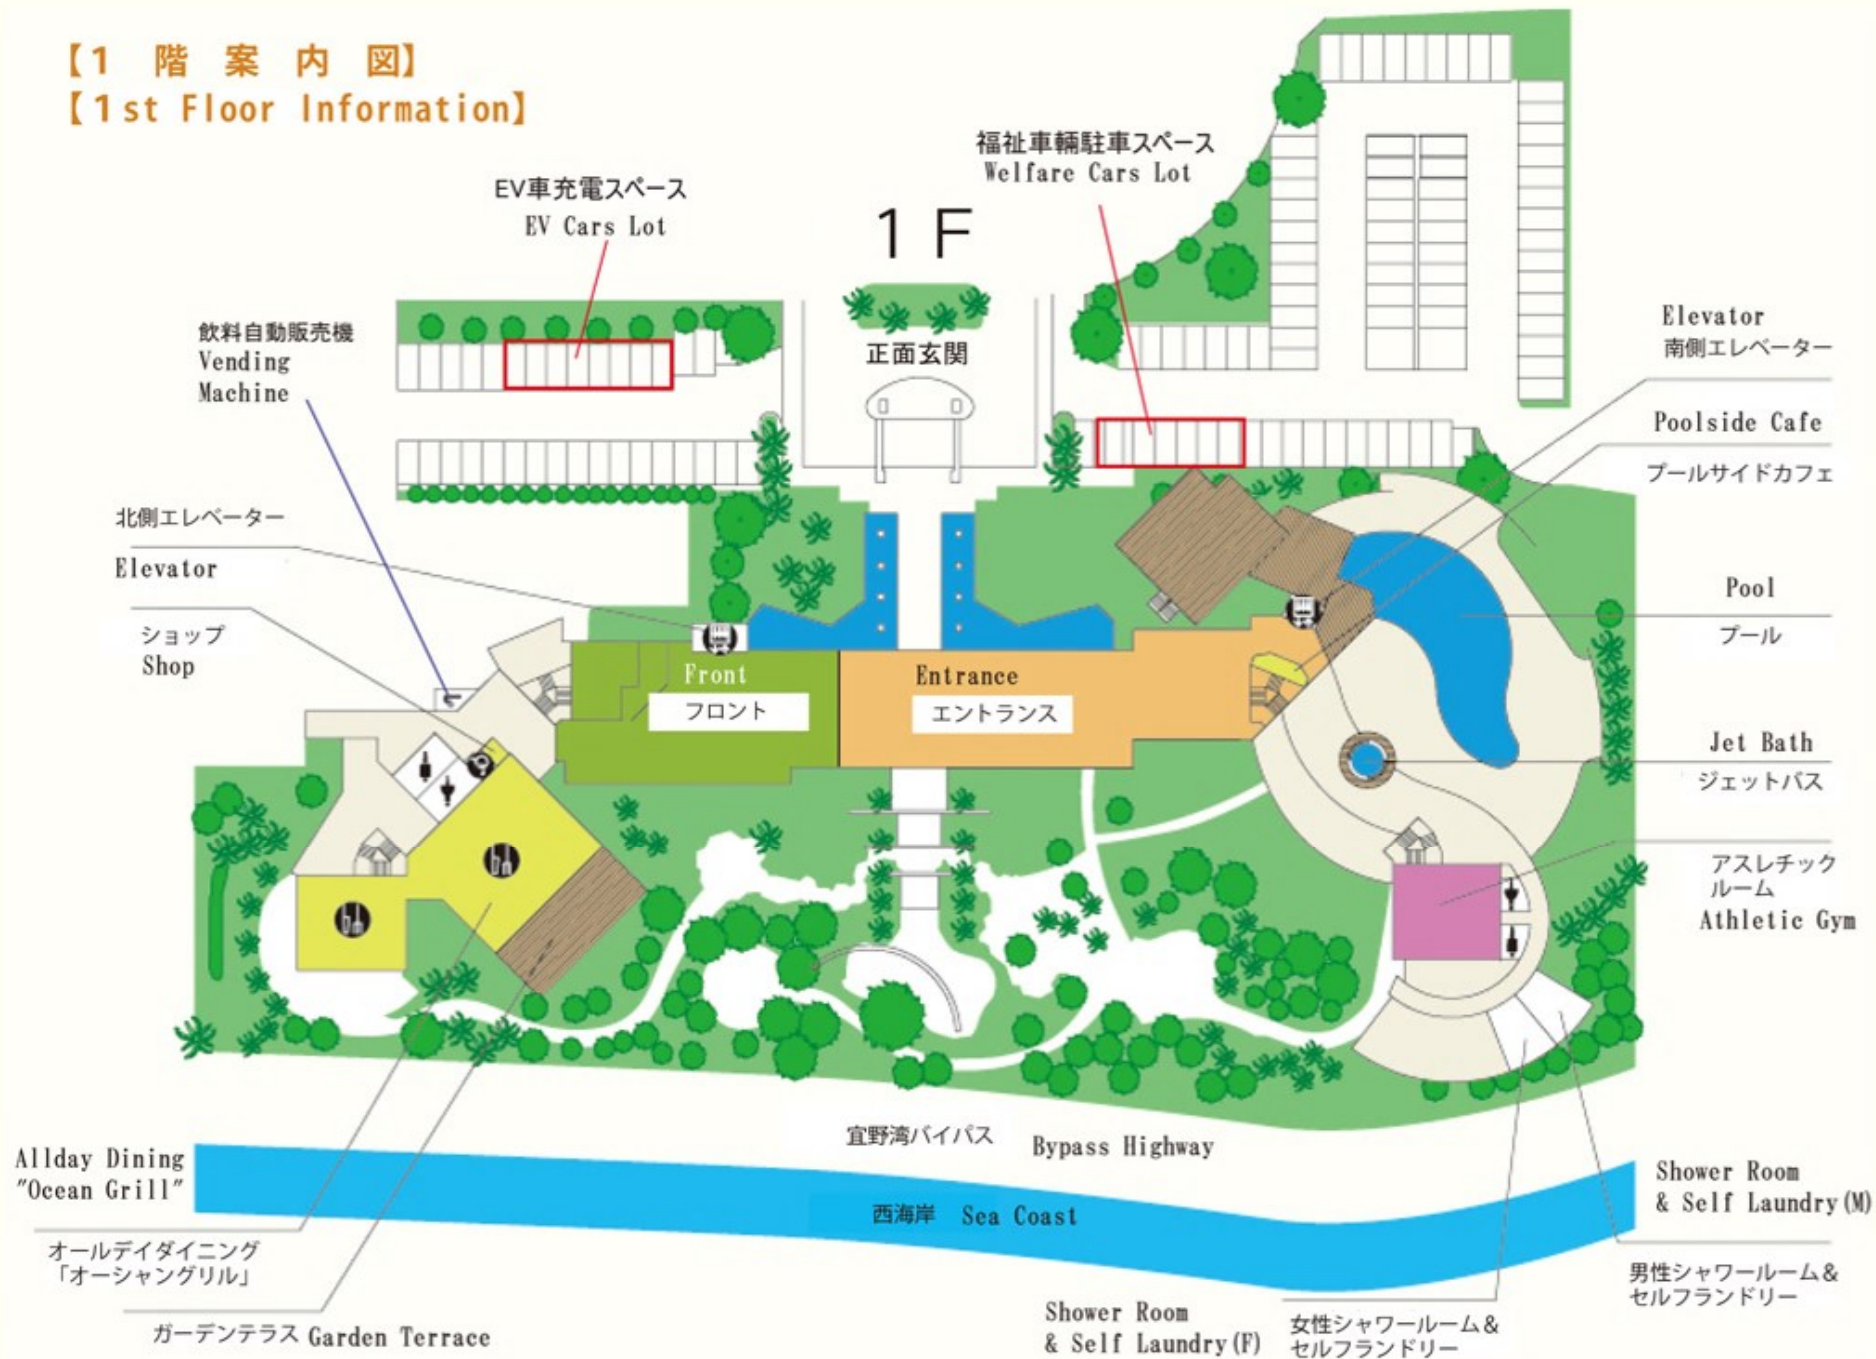 【1 階 案 内 図】
【1st Floor Information】
福祉車輛駐車スペース
Welfare Cars Lot
EV車充電スペース
EV Cars Lot
1F
正面玄関
飲料自動販売機
Vending
Machine
Elevator
南側エレベーター
Poolside Cafe
プールサイドカフェ
北側エレベーター
Elevator
ショップ
Shop
Pool
プール
Front
フロント
Entrance
エントランス
Jet Bath
ジェットバス
アスレチック
ルーム
Athletic Gym
宜野湾バイパス Bypass Highway
西海岸 Sea Coast
Allday Dining
"Ocean Grill"
オールデイダイニング
「オーシャングリル」
ガーデンテラス Garden Terrace
Shower Room
& Self Laundry(M)
男性シャワールーム&
セルフランドリー
Shower Room
& Self Laundry(F)
女性シャワールーム&
セルフランドリー